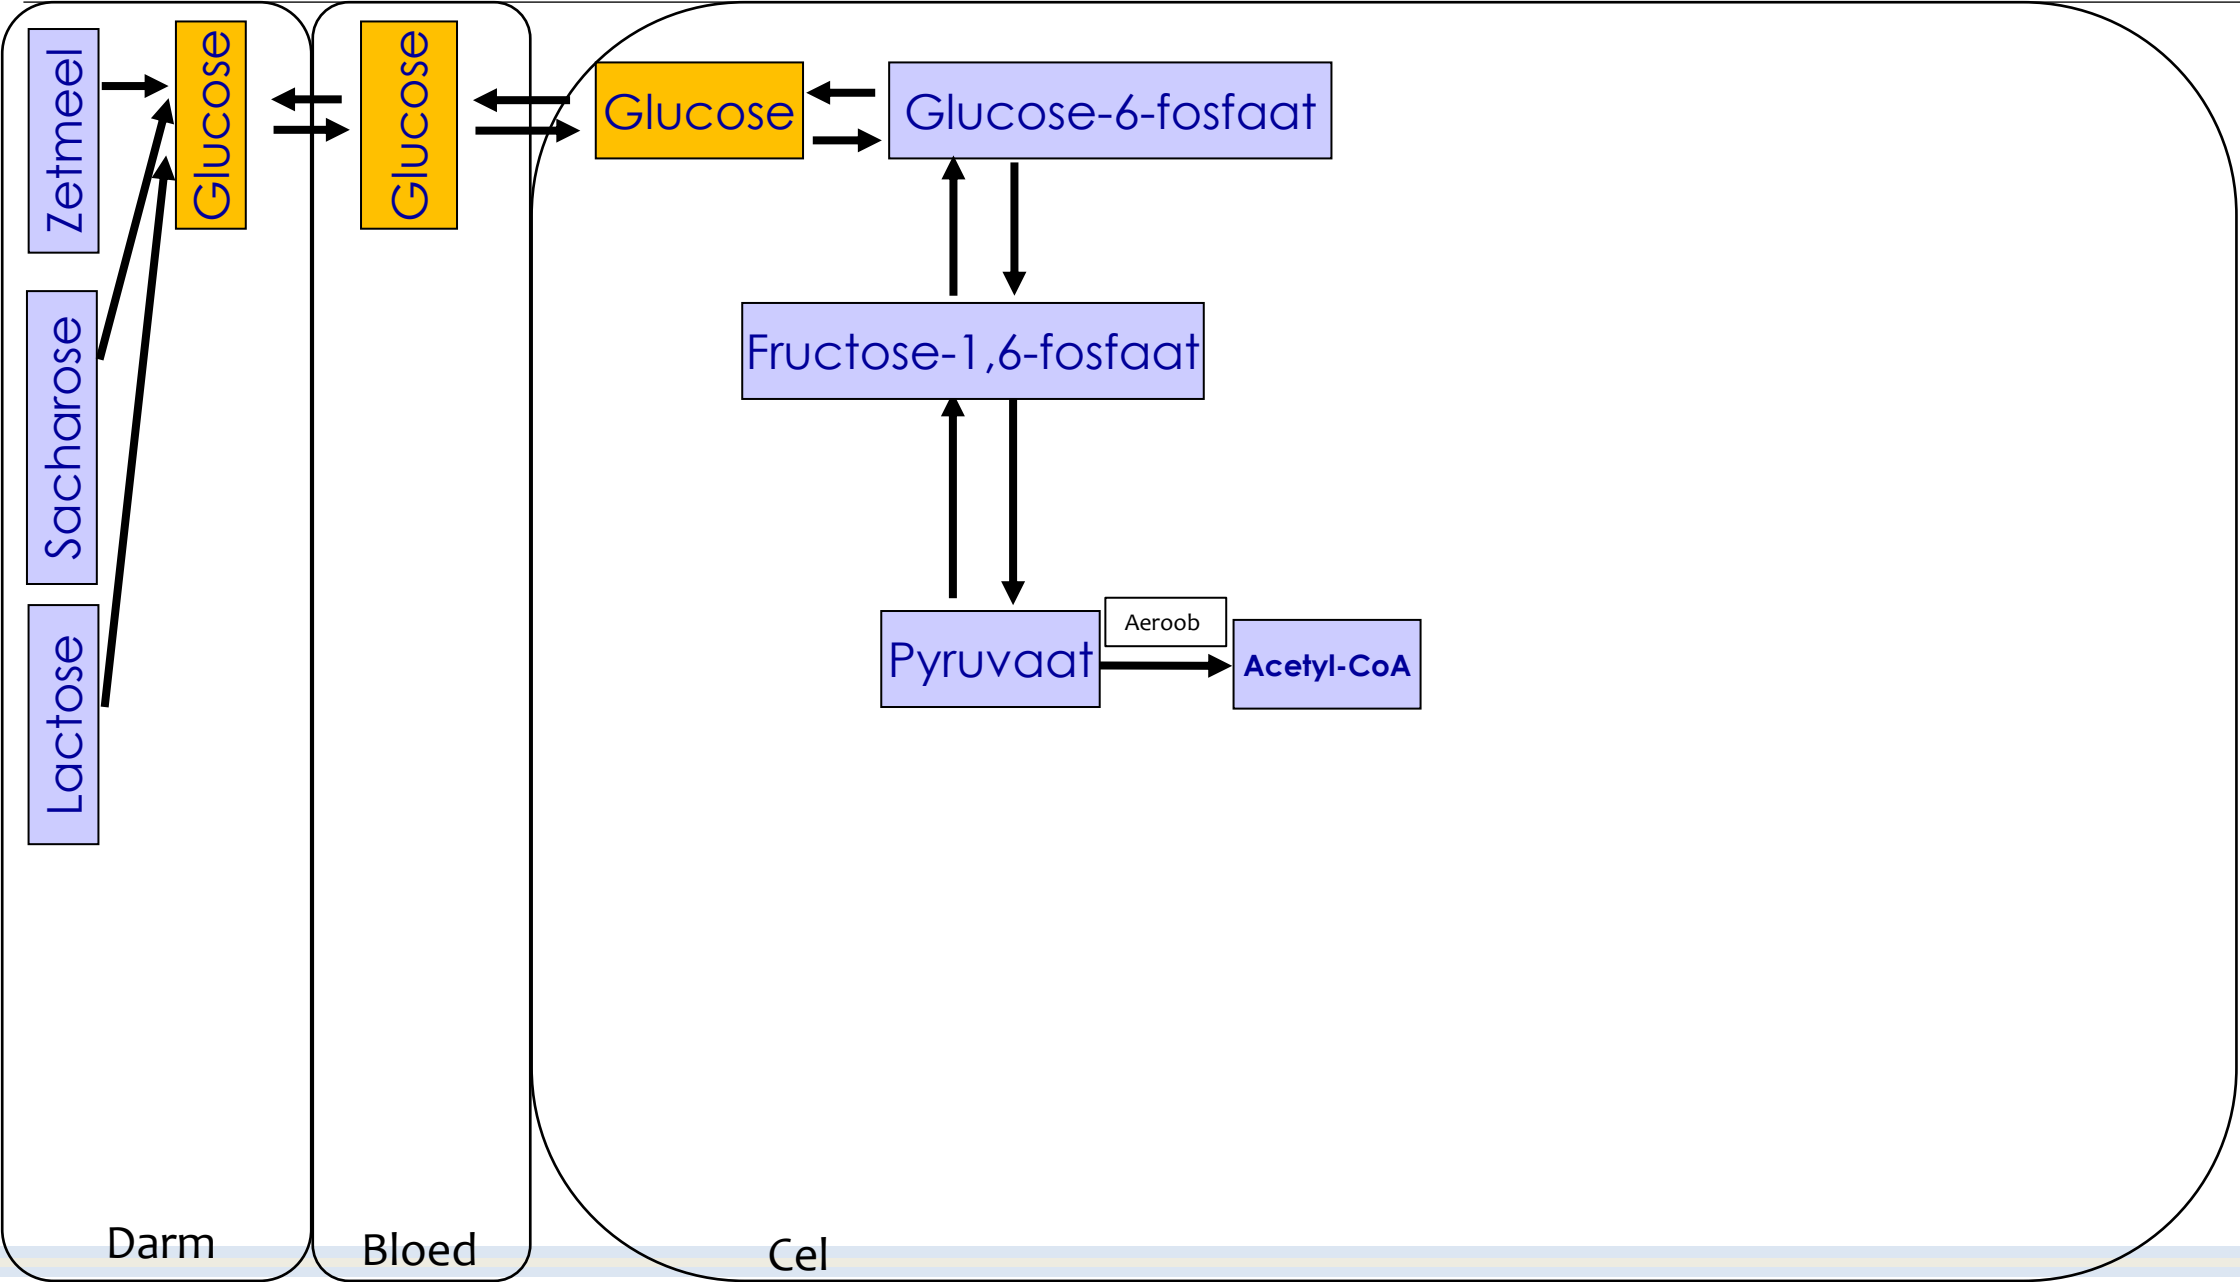 Zetmeel
Glucose
Glucose
Glucose
Glucose-6-fosfaat
Sacharose
Fructose-1,6-fosfaat
Lactose
Aeroob
Pyruvaat
Acetyl-CoA
Darm
Bloed
Cel